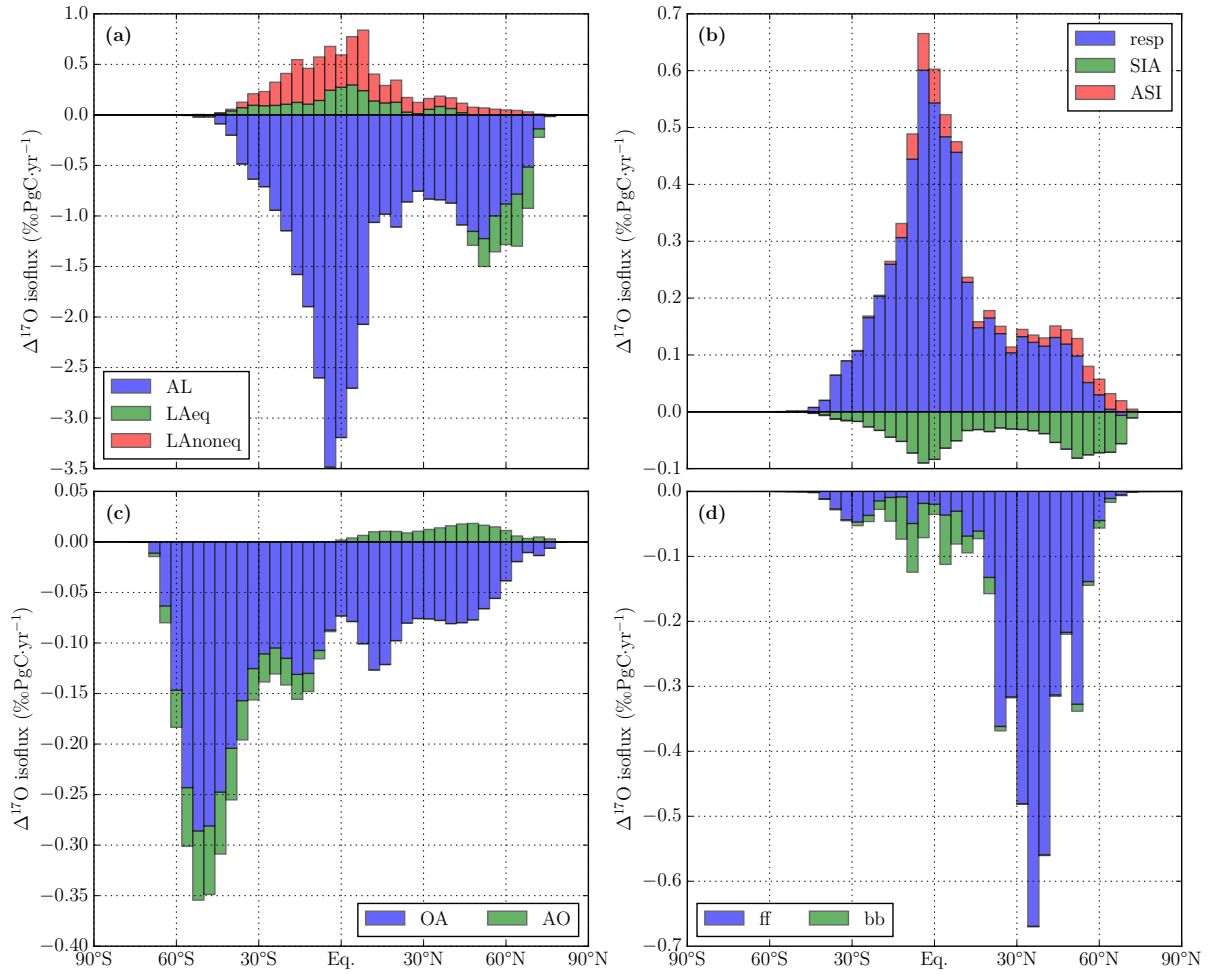 (a)
1.0
0.5
0.0
−0.5
−1.0
−1.5
−2.0
−2.5
−3.0
−3.5
Δ¹⁷O isoflux (‰PgC·yr⁻¹)
AL
LAeq
LAnoneq
(b)
0.7
0.6
0.5
0.4
0.3
0.2
0.1
0.0
−0.1
Δ¹⁷O isoflux (‰PgC·yr⁻¹)
resp
SIA
ASI
(c)
0.05
0.00
−0.05
−0.10
−0.15
−0.20
−0.25
−0.30
−0.35
−0.40
Δ¹⁷O isoflux (‰PgC·yr⁻¹)
OA AO
90°S 60°S 30°S Eq. 30°N 60°N 90°N
(d)
0.0
−0.1
−0.2
−0.3
−0.4
−0.5
−0.6
−0.7
Δ¹⁷O isoflux (‰PgC·yr⁻¹)
ff bb
90°S 60°S 30°S Eq. 30°N 60°N 90°N